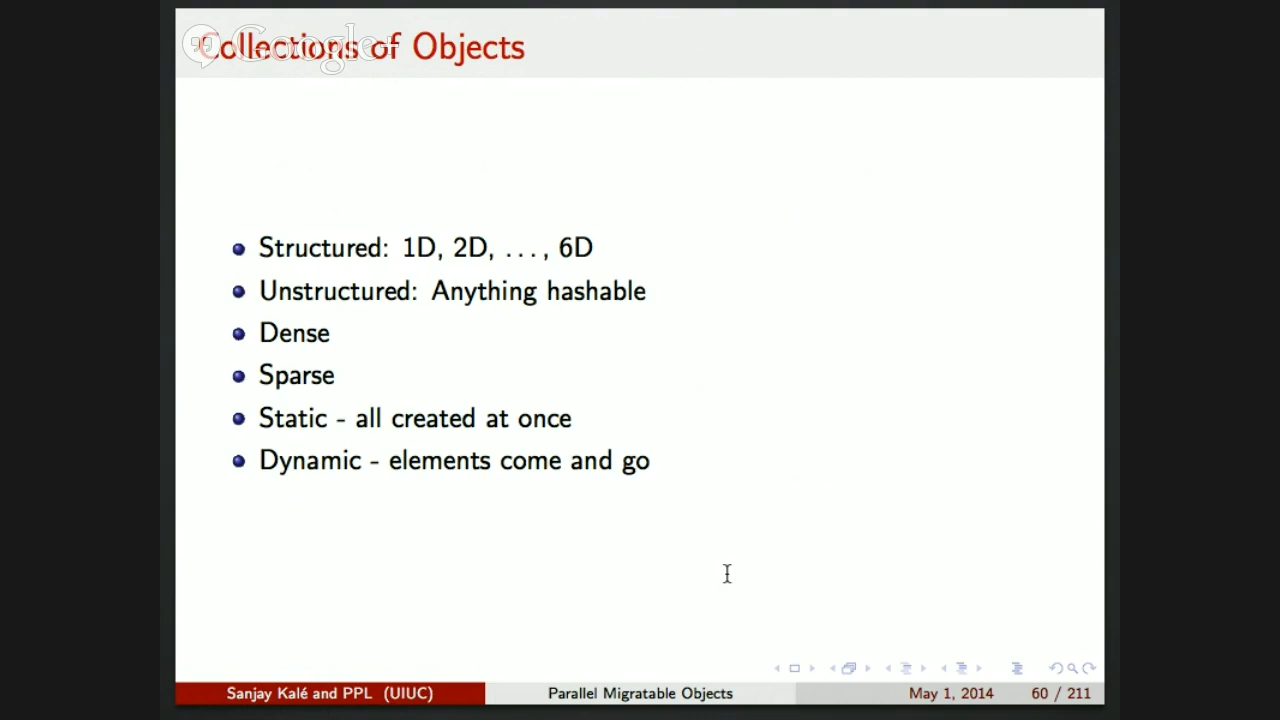 Collections of Objects
Google+
Structured: 1D, 2D, . . . , 6D
Unstructured: Anything hashable
Dense
Sparse
Static - all created at once
Dynamic - elements come and go
Sanjay Kalé and PPL (UIUC)
Parallel Migratable Objects
May 1, 2014
60 / 211